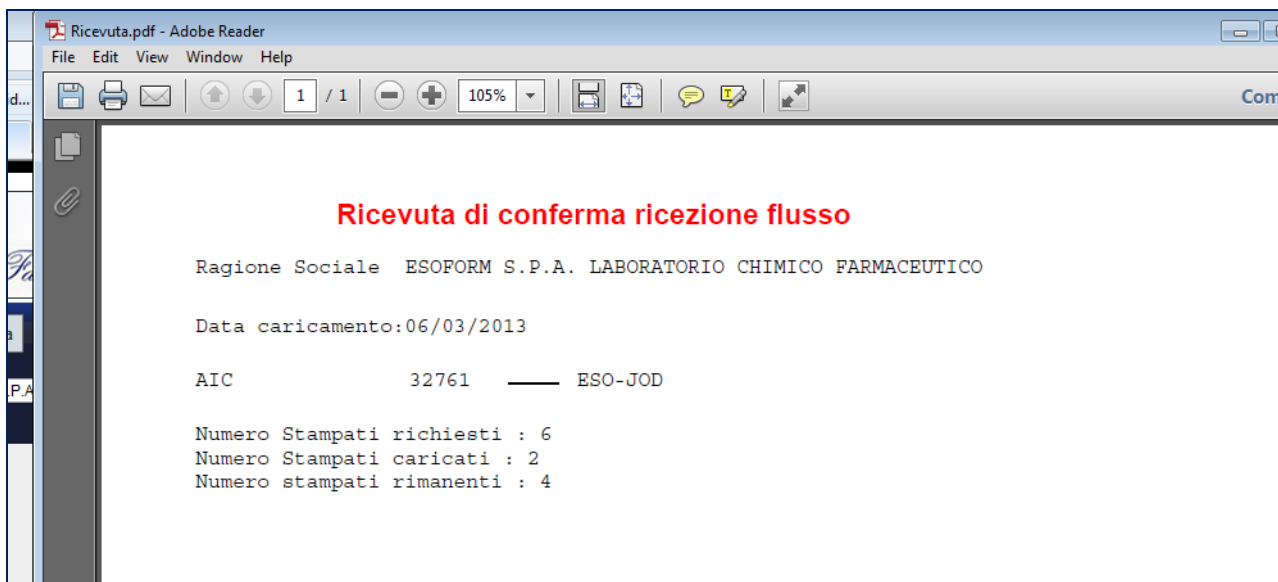 Ricevuta.pdf - Adobe Reader
File Edit View Window Help
1 / 1 105%
Com
Ricevuta di conferma ricezione flusso
Ragione Sociale ESOFORM S.P.A. LABORATORIO CHIMICO FARMACEUTICO
Data caricamento:06/03/2013
AIC 32761 ESO-JOD
Numero Stampati richiesti : 6
Numero Stampati caricati : 2
Numero stampati rimanenti : 4